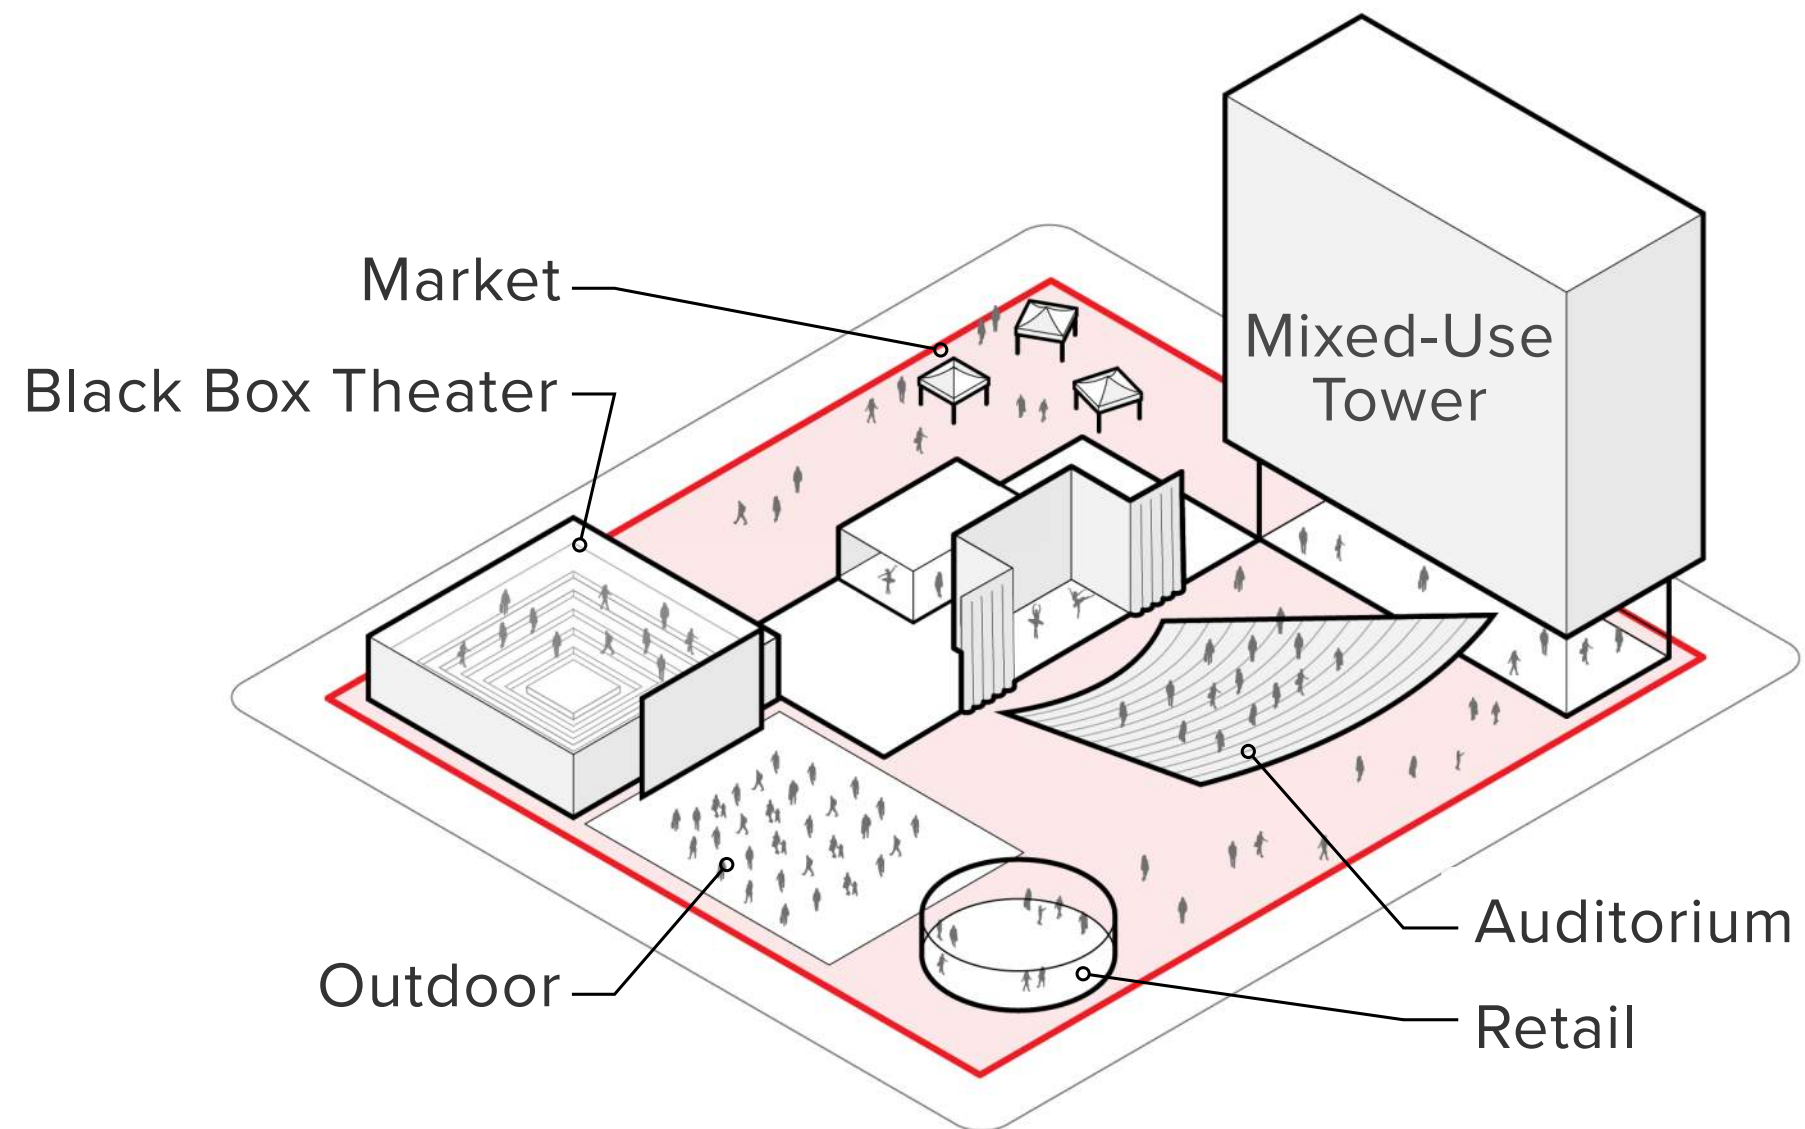 Market
Black Box Theater
Mixed-Use
Tower
Outdoor
Auditorium
Retail